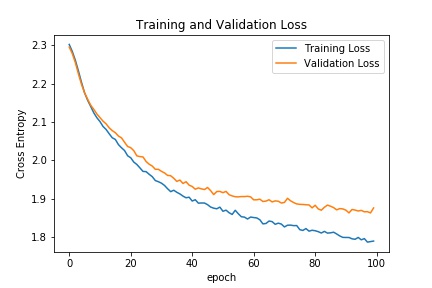 Training and Validation Loss
Training Loss
Validation Loss
2.3
2.2
2.1
2.0
1.9
1.8
Cross Entropy
0
20
40
60
80
100
epoch